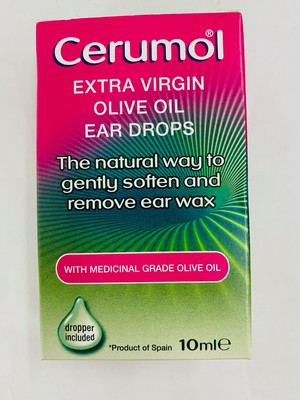 Cerumol®
EXTRA VIRGIN
OLIVE OIL
EAR DROPS
The natural way to
gently soften and
remove ear wax
WITH MEDICINAL GRADE OLIVE OIL
dropper
included
*Product of Spain 10ml℮